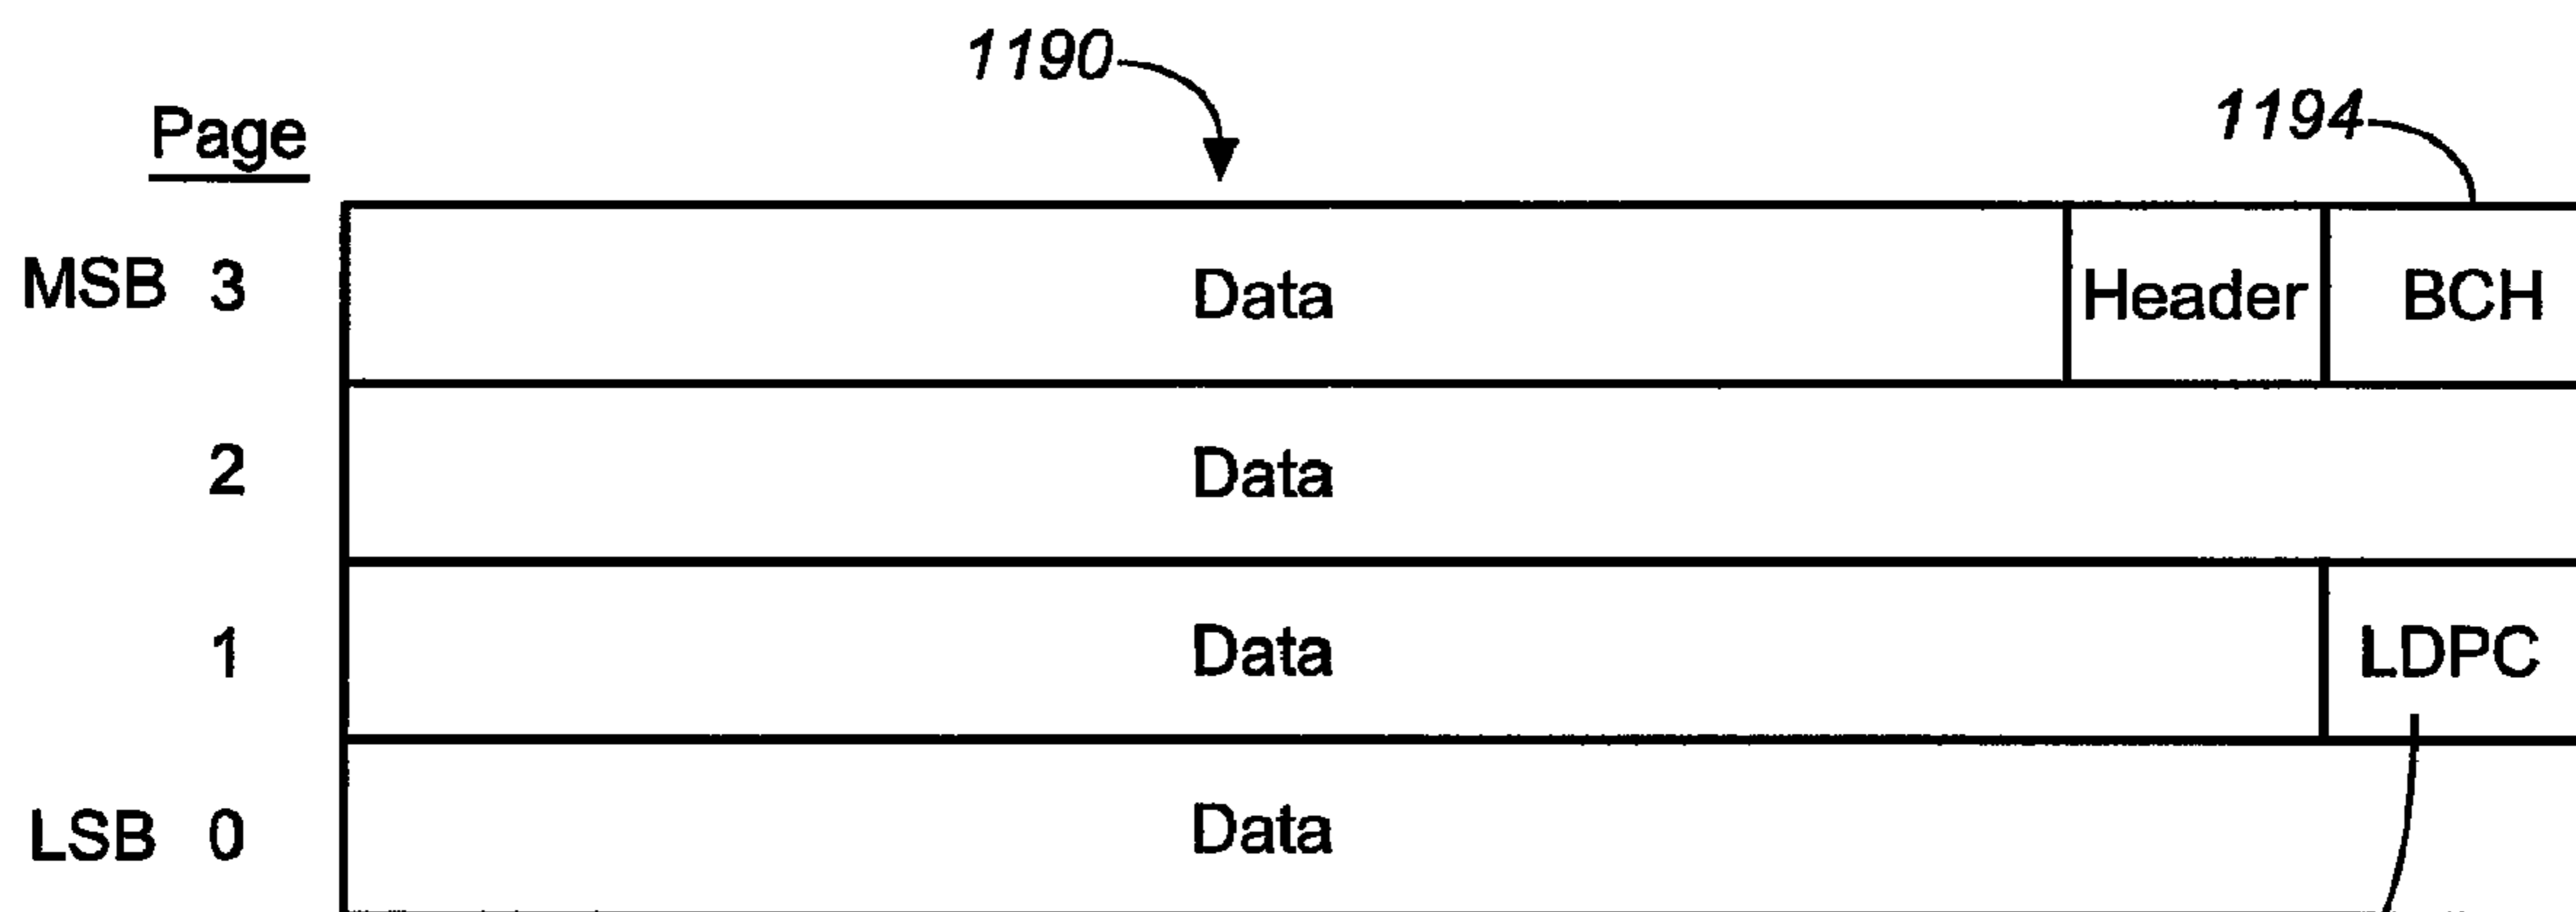 1190
1194
Page
MSB 3 Data Header BCH
2 Data
1 Data LDPC
LSB 0 Data